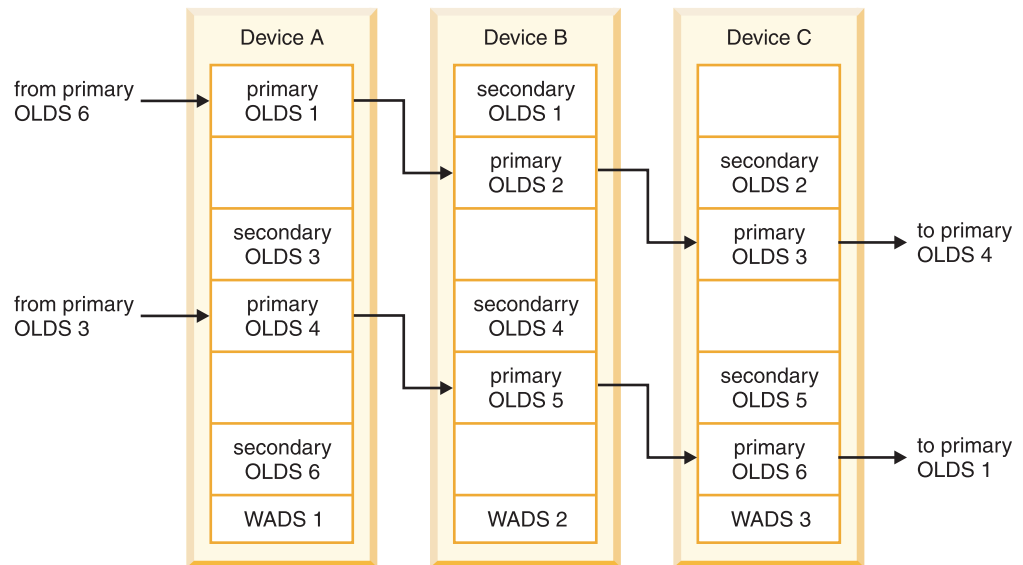 Device A
Device B
Device C
from primary
OLDS 6
primary
OLDS 1
secondary
OLDS 1
primary
OLDS 2
secondary
OLDS 2
secondary
OLDS 3
primary
OLDS 3
to primary
OLDS 4
from primary
OLDS 3
primary
OLDS 4
secondarry
OLDS 4
primary
OLDS 5
secondary
OLDS 5
secondary
OLDS 6
primary
OLDS 6
to primary
OLDS 1
WADS 1
WADS 2
WADS 3